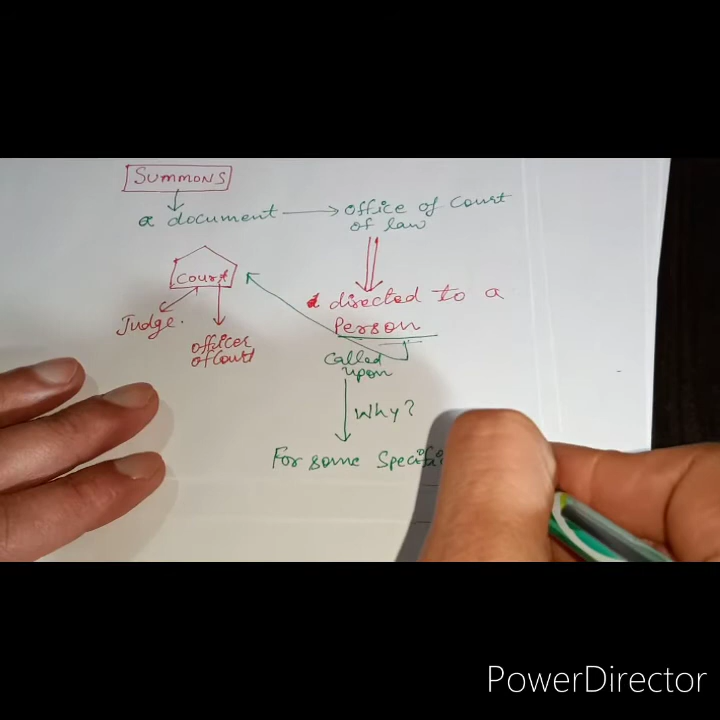 SUMMONS
a document
office of court
of law
Court
directed to a
Person
Judge.
officer
of court
Called
upon
Why?
For some Specific
PowerDirector